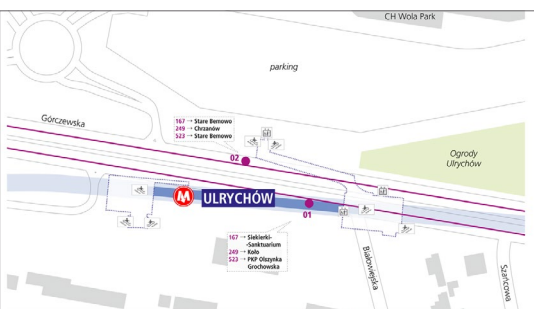 CH Wola Park
parking
Górczewska
167 → Stare Bemowo
249 → Chrzanów
523 → Stare Bemowo
02
Ogrody
Ulrychów
M
ULRYCHÓW
01
167 → Siekierki-
-Sanktuarium
249 → Koło
523 → PKP Olszynka
Grochowska
Białowiejska
Szańcowa